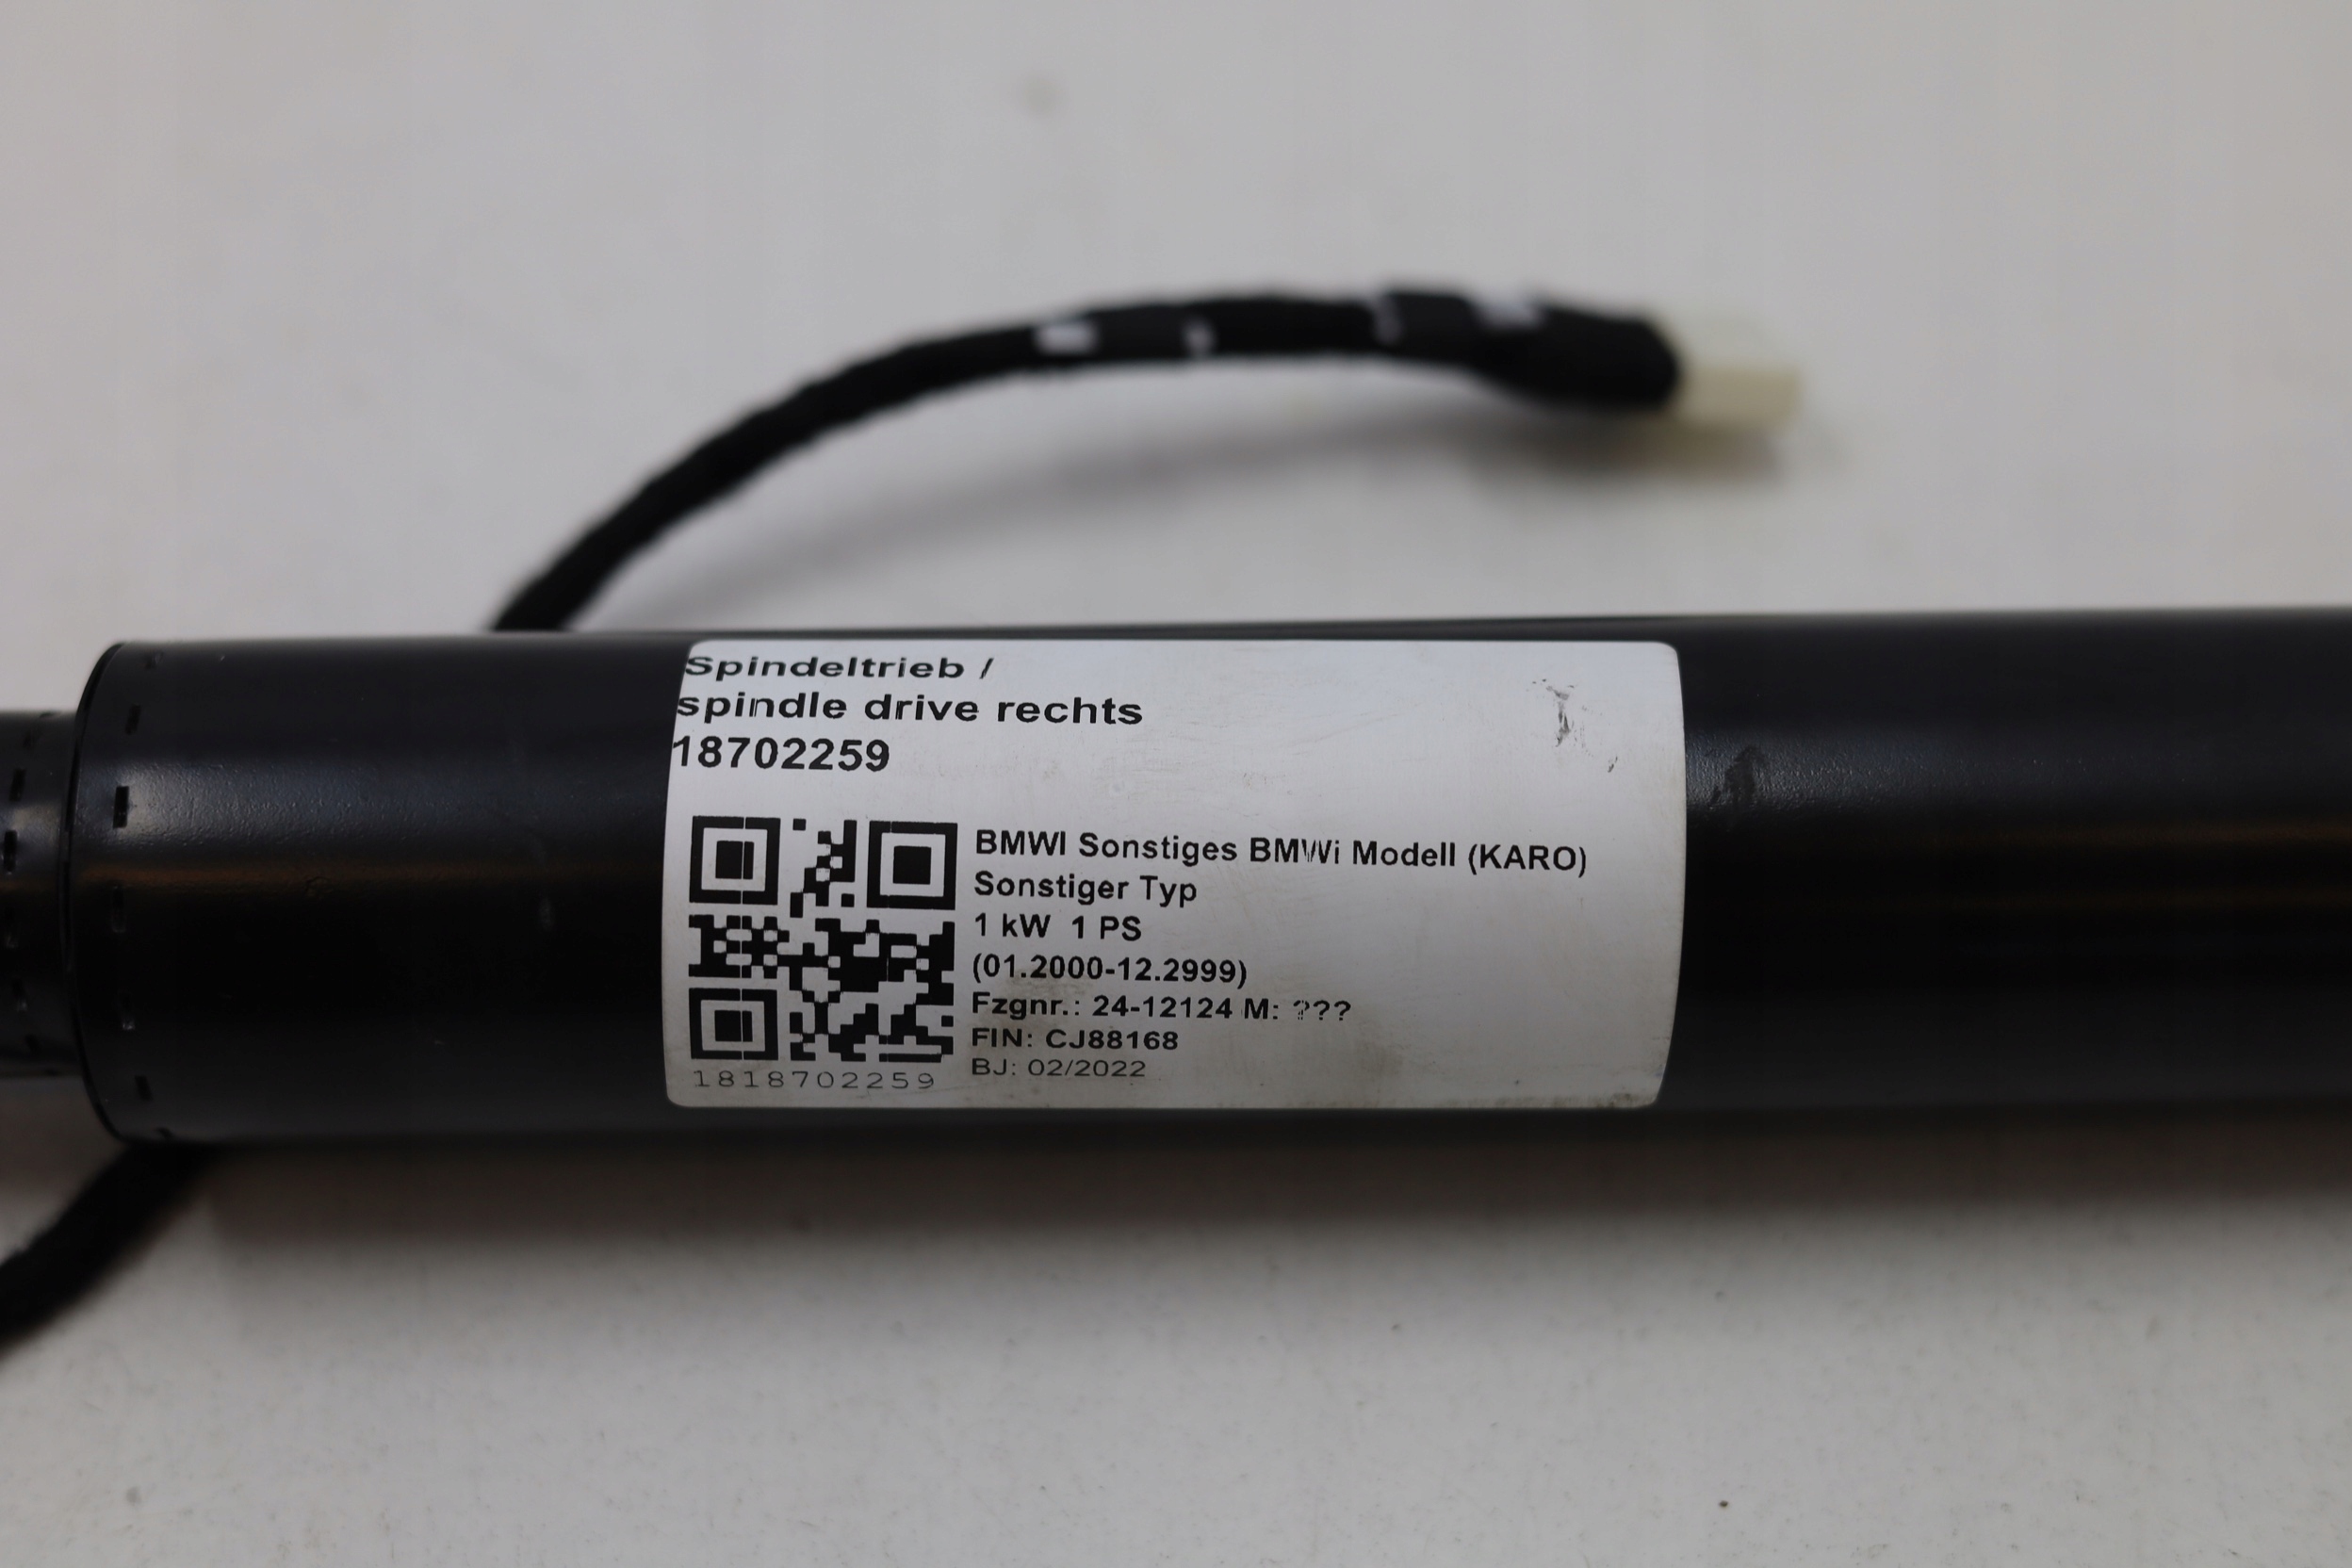 Spindeltrieb /
spindle drive rechts
18702259
BMWI Sonstiges BMWi Modell (KARO)
Sonstiger Typ
1 kW 1 PS
(01.2000-12.2999)
Fzgnr.: 24-12124 M: ???
FIN: CJ88168
BJ: 02/2022
1818702259